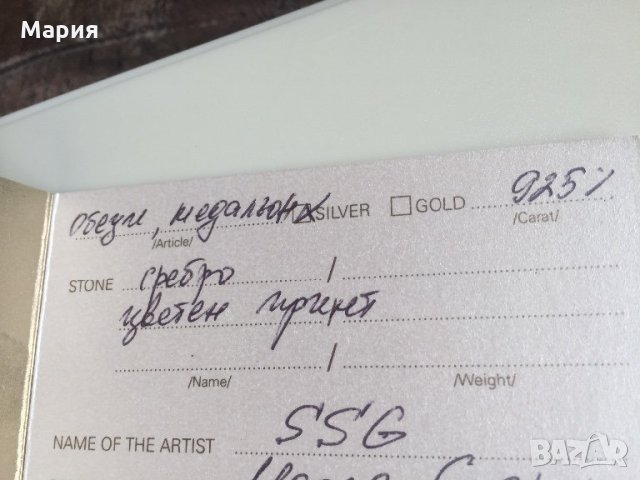 Мария
обеци, медальон SILVER ☐ GOLD 925%
/Article/ /Carat/
STONE сребро /
цветен принт
/
/Name/ /Weight/
NAME OF THE ARTIST SSG
BAZAR